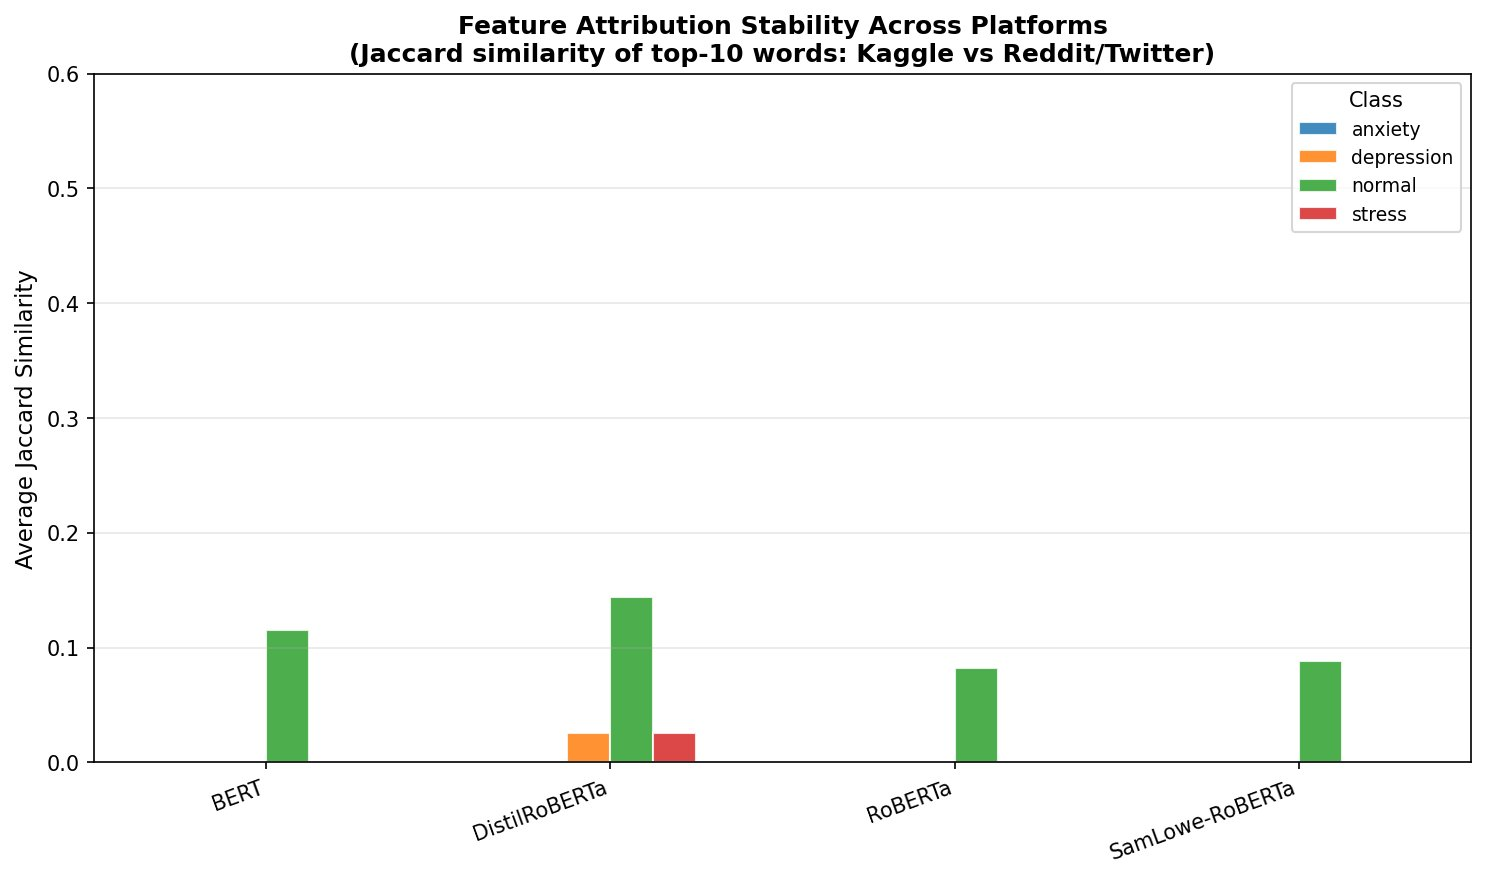 Feature Attribution Stability Across Platforms
(Jaccard similarity of top-10 words: Kaggle vs Reddit/Twitter)
Average Jaccard Similarity
0.6
0.5
0.4
0.3
0.2
0.1
0.0
Class
anxiety
depression
normal
stress
BERT
DistilRoBERTa
RoBERTa
SamLowe-RoBERTa